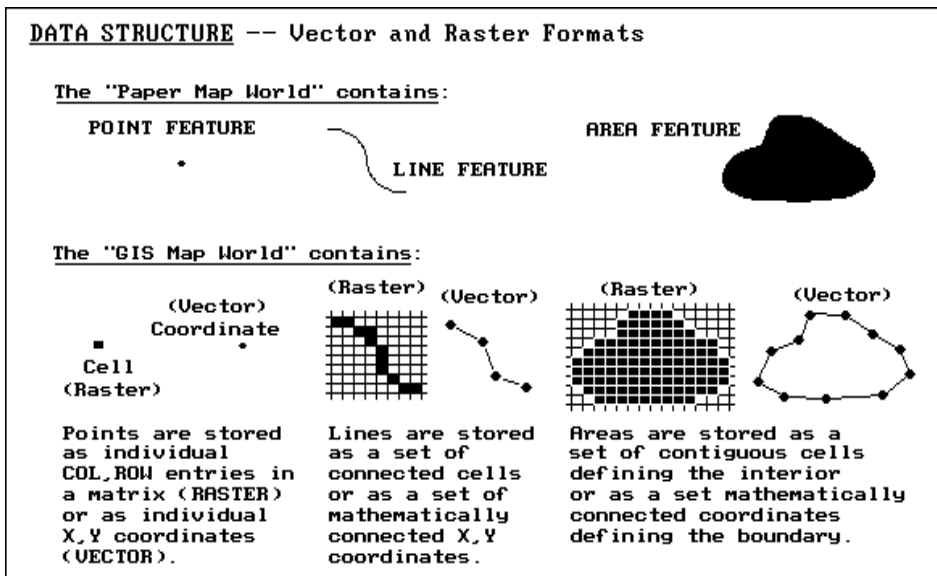 DATA STRUCTURE -- Vector and Raster Formats
The "Paper Map World" contains:
POINT FEATURE
LINE FEATURE
AREA FEATURE
The "GIS Map World" contains:
Cell
(Raster)
(Vector)
Coordinate
(Raster)
(Vector)
(Raster)
(Vector)
Points are stored
as individual
COL,ROW entries in
a matrix (RASTER)
or as individual
X,Y coordinates
(VECTOR).
Lines are stored
as a set of
connected cells
or as a set of
mathematically
connected X,Y
coordinates.
Areas are stored as a
set of contiguous cells
defining the interior
or as a set mathematically
connected coordinates
defining the boundary.